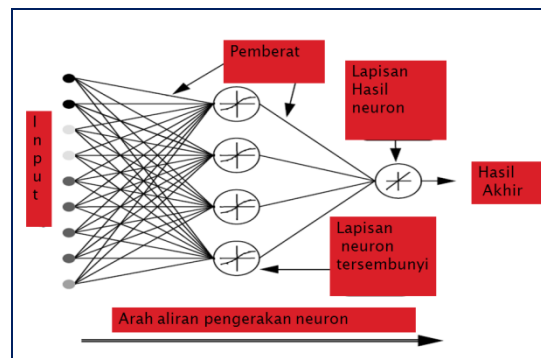 Pemberat
Lapisan
Hasil
neuron
I
n
p
u
t
Hasil
Akhir
Lapisan
neuron
tersembunyi
Arah aliran pengerakan neuron